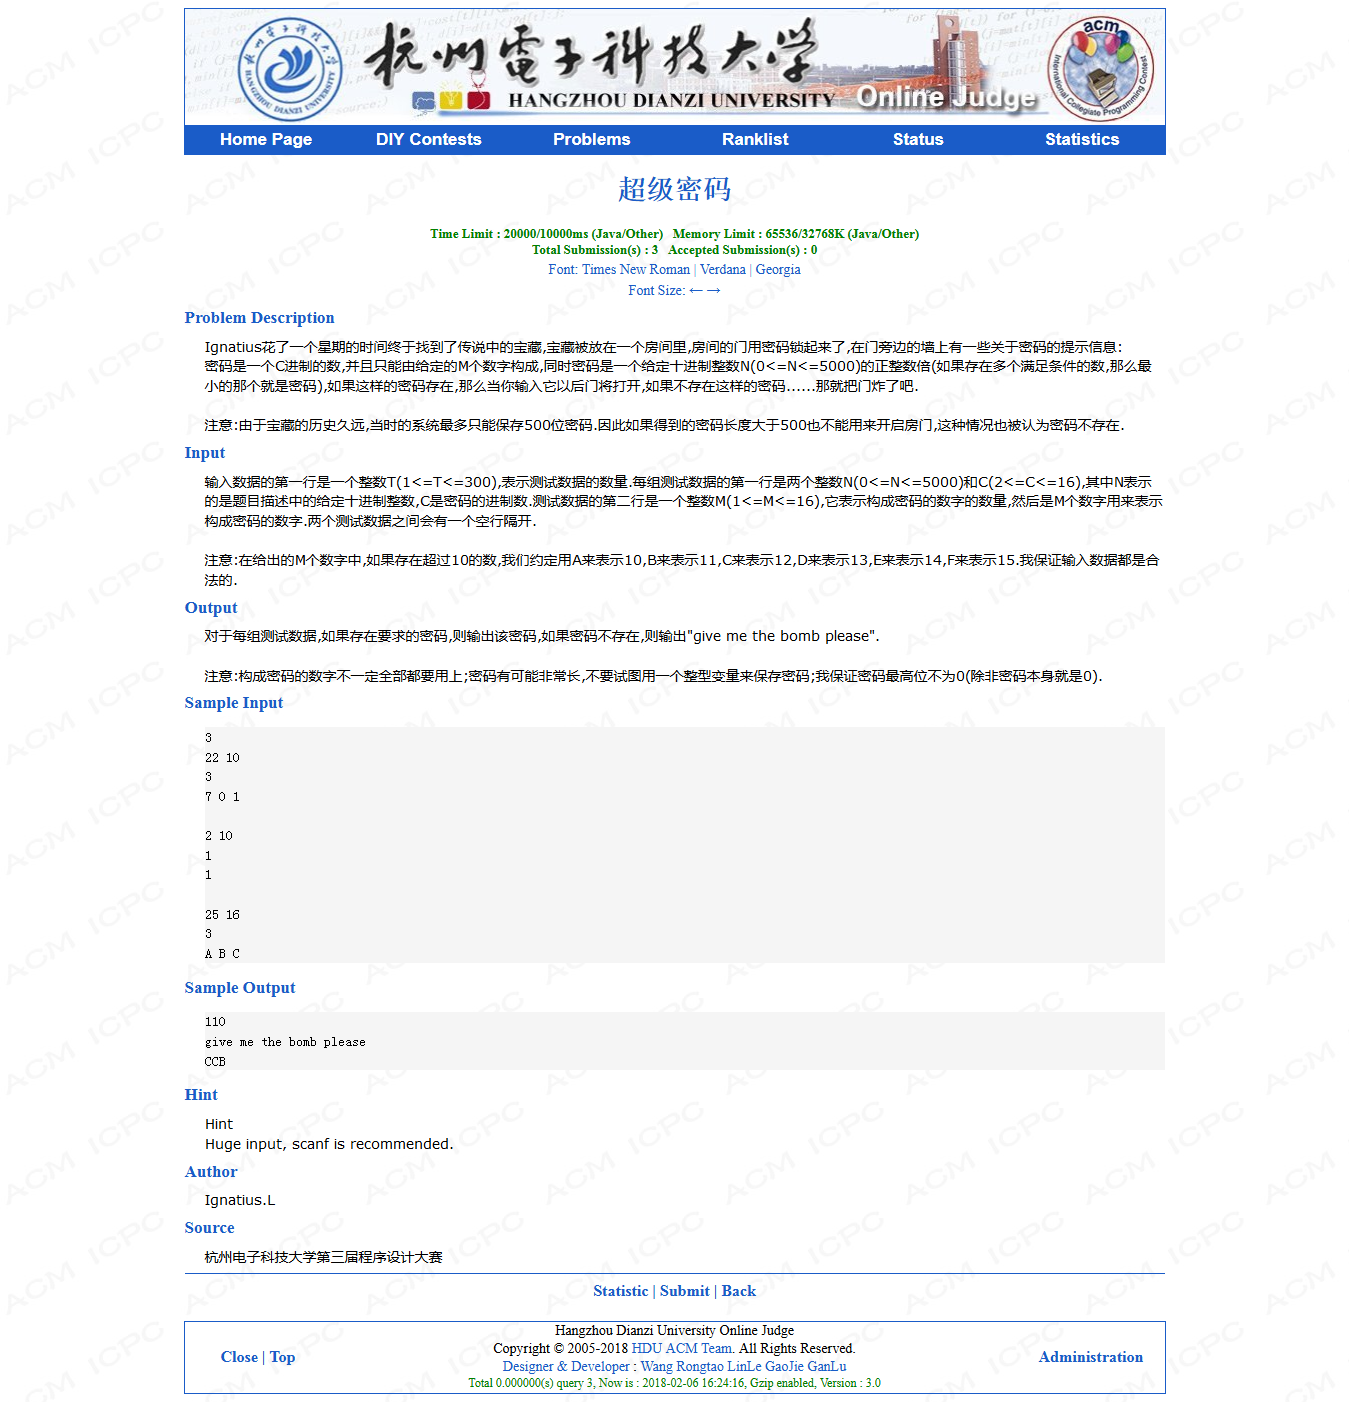 杭州電子科技大学
HANGZHOU DIANZI UNIVERSITY
Online Judge
acm
International Collegiate Programming Contest
Home Page DIY Contests Problems Ranklist Status Statistics
超级密码
Time Limit : 20000/10000ms (Java/Other) Memory Limit : 65536/32768K (Java/Other)
Total Submission(s) : 3 Accepted Submission(s) : 0
Font: Times New Roman | Verdana | Georgia
Font Size: ← →
Problem Description
Ignatius花了一个星期的时间终于找到了传说中的宝藏,宝藏被放在一个房间里,房间的门用密码锁起来了,在门旁边的墙上有一些关于密码的提示信息:
密码是一个C进制的数,并且只能由给定的M个数字构成,同时密码是一个给定十进制整数N(0<=N<=5000)的正整数倍(如果存在多个满足条件的数,那么最
小的那个就是密码),如果这样的密码存在,那么当你输入它以后门将打开,如果不存在这样的密码......那就把门炸了吧.
注意:由于宝藏的历史久远,当时的系统最多只能保存500位密码.因此如果得到的密码长度大于500也不能用来开启房门,这种情况也被认为密码不存在.
Input
输入数据的第一行是一个整数T(1<=T<=300),表示测试数据的数量.每组测试数据的第一行是两个整数N(0<=N<=5000)和C(2<=C<=16),其中N表示
的是题目描述中的给定十进制整数,C是密码的进制数.测试数据的第二行是一个整数M(1<=M<=16),它表示构成密码的数字的数量,然后是M个数字用来表示
构成密码的数字.两个测试数据之间会有一个空行隔开.
注意:在给出的M个数字中,如果存在超过10的数,我们约定用A来表示10,B来表示11,C来表示12,D来表示13,E来表示14,F来表示15.我保证输入数据都是合
法的.
Output
对于每组测试数据,如果存在要求的密码,则输出该密码,如果密码不存在,则输出"give me the bomb please".
注意:构成密码的数字不一定全部都要用上;密码有可能非常长,不要试图用一个整型变量来保存密码;我保证密码最高位不为0(除非密码本身就是0).
Sample Input
3
22 10
3
7 0 1
2 10
1
1
25 16
3
A B C
Sample Output
110
give me the bomb please
CCB
Hint
Hint
Huge input, scanf is recommended.
Author
Ignatius.L
Source
杭州电子科技大学第三届程序设计大赛
Statistic | Submit | Back
Hangzhou Dianzi University Online Judge
Copyright © 2005-2018 HDU ACM Team. All Rights Reserved.
Close | Top
Administration
Designer & Developer : Wang Rongtao LinLe GaoJie GanLu
Total 0.000000(s) query 3, Now is : 2018-02-06 16:24:16, Gzip enabled, Version : 3.0